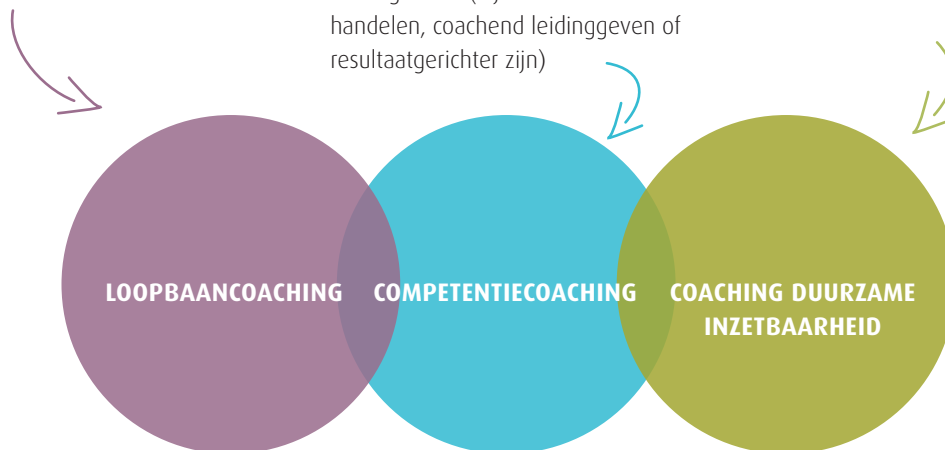 handelen, coachend leidinggeven of
resultaatgerichter zijn)
LOOPBAANCOACHING
COMPETENTIECOACHING
COACHING DUURZAME
INZETBAARHEID